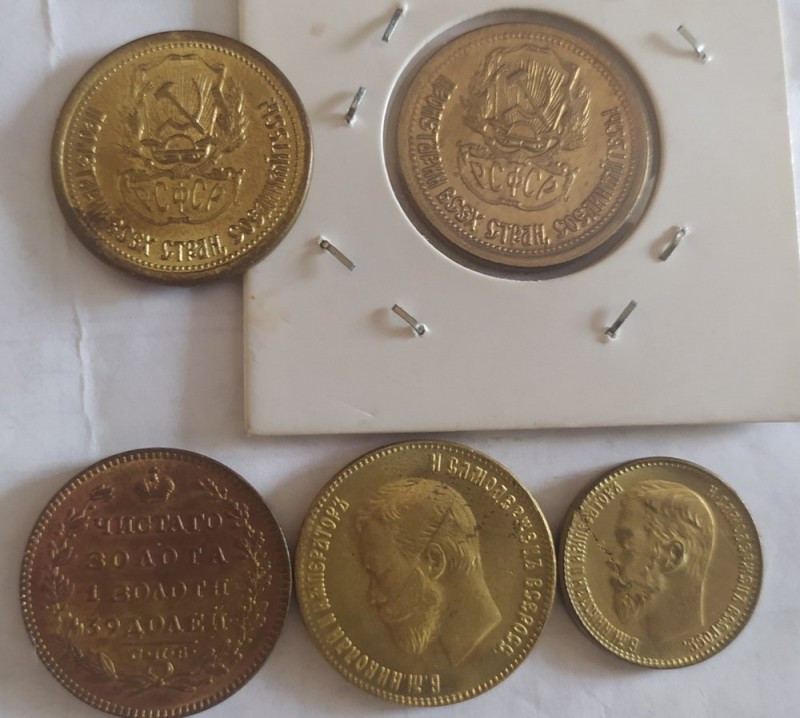 ПРОЛЕТАРИИ ВСЕХ СТРАН, СОЕДИНЯЙТЕСЬ!
РСФСР
ПРОЛЕТАРИИ ВСЕХ СТРАН, СОЕДИНЯЙТЕСЬ!
РСФСР
ЧИСТАГО
ЗОЛОТА
1 ЗОЛОТН
39 ДОЛЕЙ
Б.М.НИКОЛАЙ II ИМПЕРАТОРЪ И САМОДЕРЖЕЦЪ ВСЕРОСС.
Б.М.НИКОЛАЙ II ИМПЕРАТОРЪ И САМОДЕРЖЕЦЪ ВСЕРОСС.